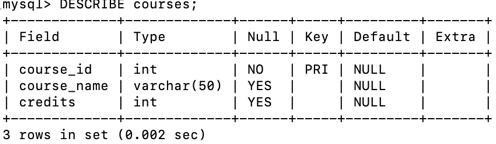 mysql> DESCRIBE courses;
+-------------+-------------+------+-----+---------+-------+
| Field       | Type        | Null | Key | Default | Extra |
+-------------+-------------+------+-----+---------+-------+
| course_id   | int         | NO   | PRI | NULL    |       |
| course_name | varchar(50) | YES  |     | NULL    |       |
| credits     | int         | YES  |     | NULL    |       |
+-------------+-------------+------+-----+---------+-------+
3 rows in set (0.002 sec)